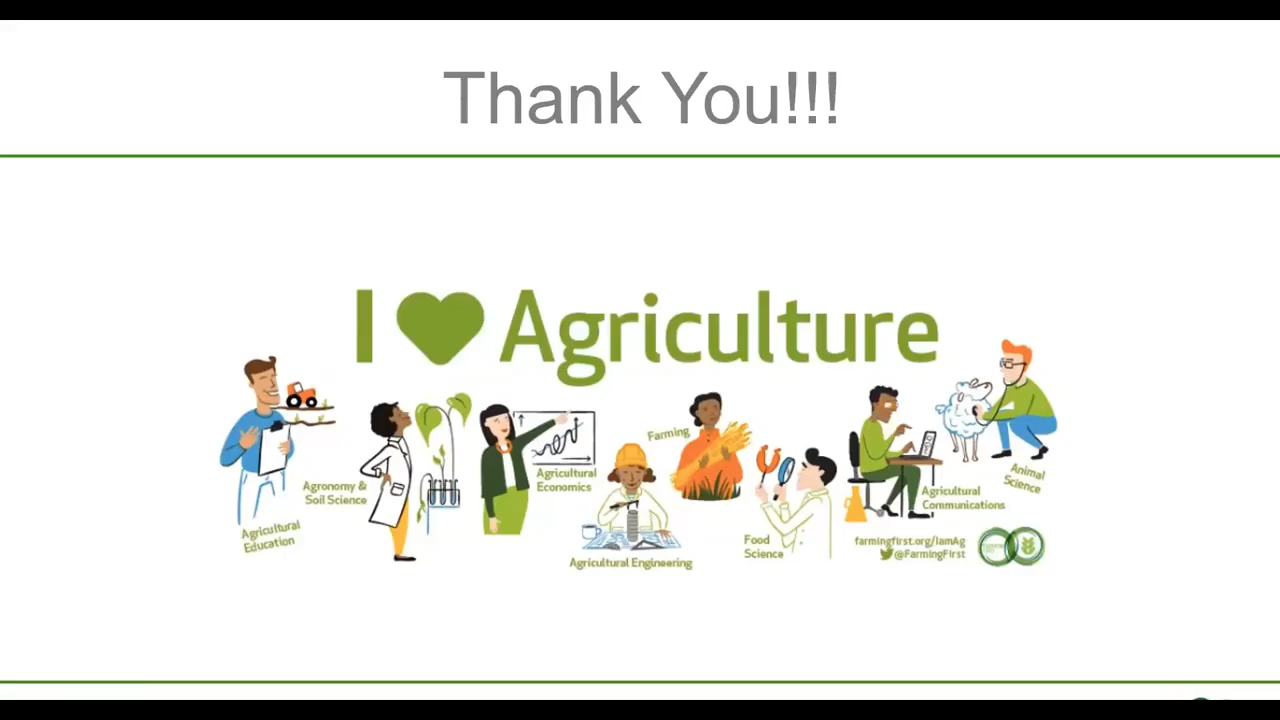 Thank You!!!
I Agriculture
Agricultural
Education
Agronomy &
Soil Science
Agricultural
Economics
Agricultural Engineering
Farming
Food
Science
Agricultural
Communications
Animal
Science
farmingfirst.org/IamAg
@FarmingFirst